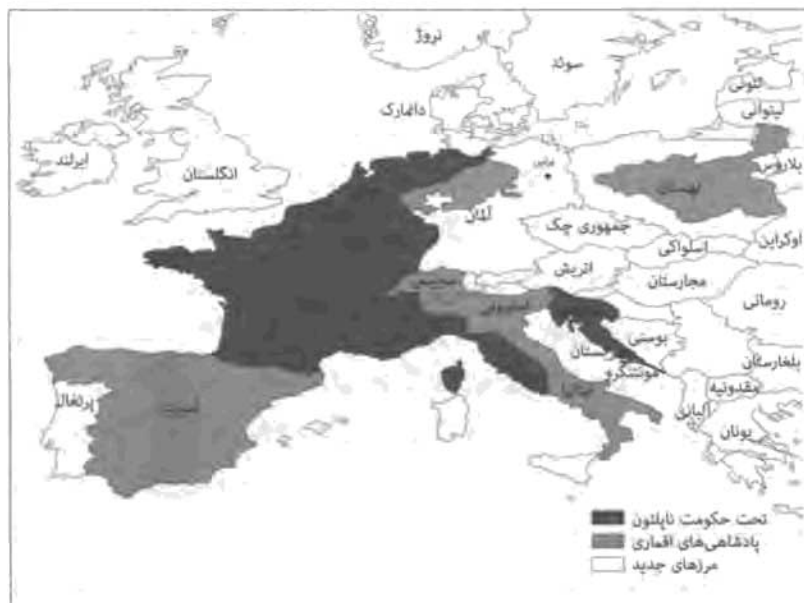 نروژ
سوئد
لتونی
لیتوانی
دانمارک
ایرلند
انگلستان
بلاروس
لهستان
آلمان
جمهوری چک
اوکراین
اسلواکی
اتریش
مجارستان
رومانی
سوئیس
بوسنی
مونتنگرو
بلغارستان
مقدونیه
آلبانی
یونان
پرتغال
تحت حکومت ناپلئون
پادشاهی‌های اقماری
مرزهای جدید